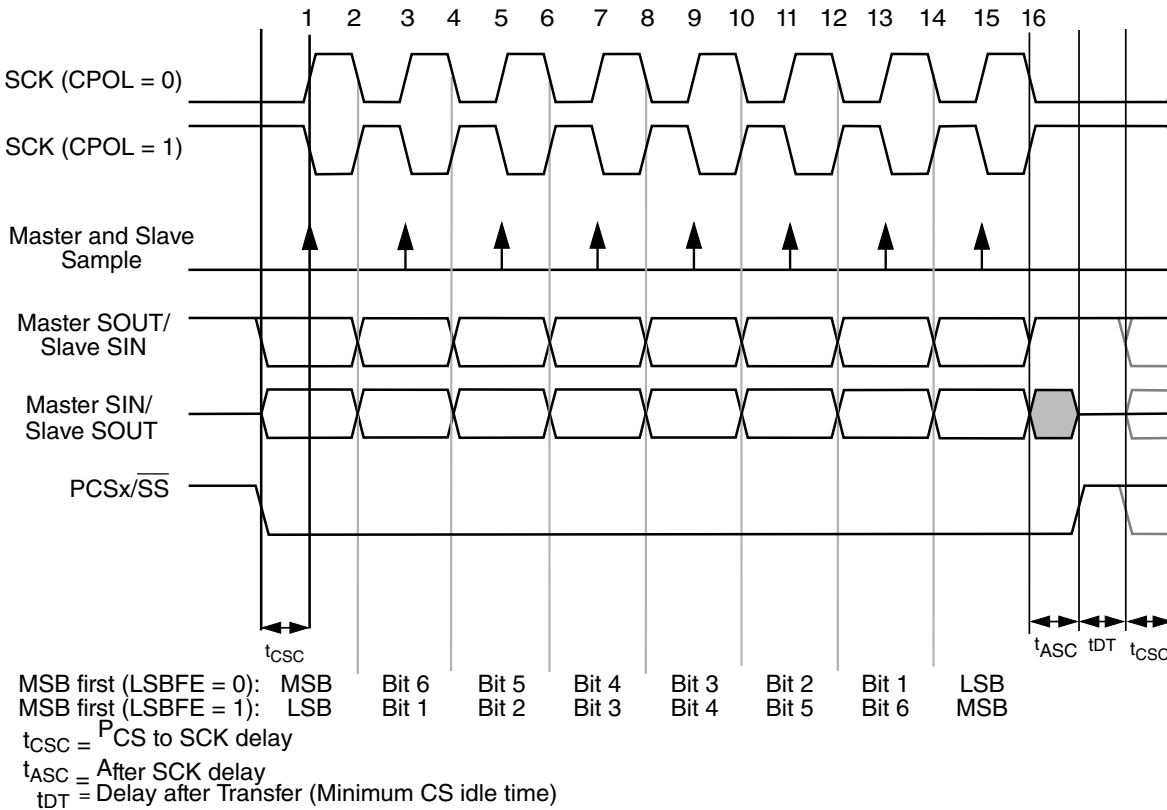 1 2 3 4 5 6 7 8 9 10 11 12 13 14 15 16
SCK (CPOL = 0)
SCK (CPOL = 1)
Master and Slave
Sample
Master SOUT/
Slave SIN
Master SIN/
Slave SOUT
PCSx/SS
tCSC tASC tDT tCSC
MSB first (LSBFE = 0): MSB Bit 6 Bit 5 Bit 4 Bit 3 Bit 2 Bit 1 LSB
MSB first (LSBFE = 1): LSB Bit 1 Bit 2 Bit 3 Bit 4 Bit 5 Bit 6 MSB
tCSC = PCS to SCK delay
tASC = After SCK delay
tDT = Delay after Transfer (Minimum CS idle time)